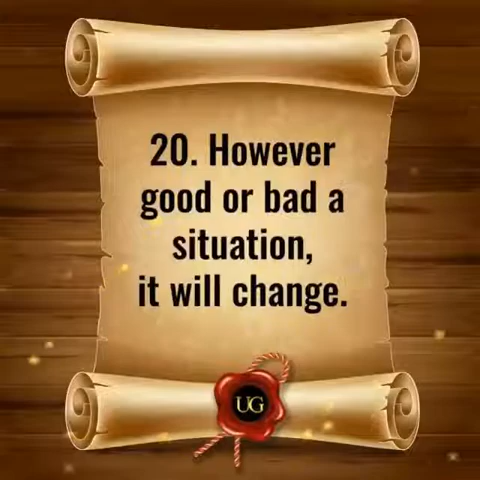 20. However
good or bad a
situation,
it will change.
UG